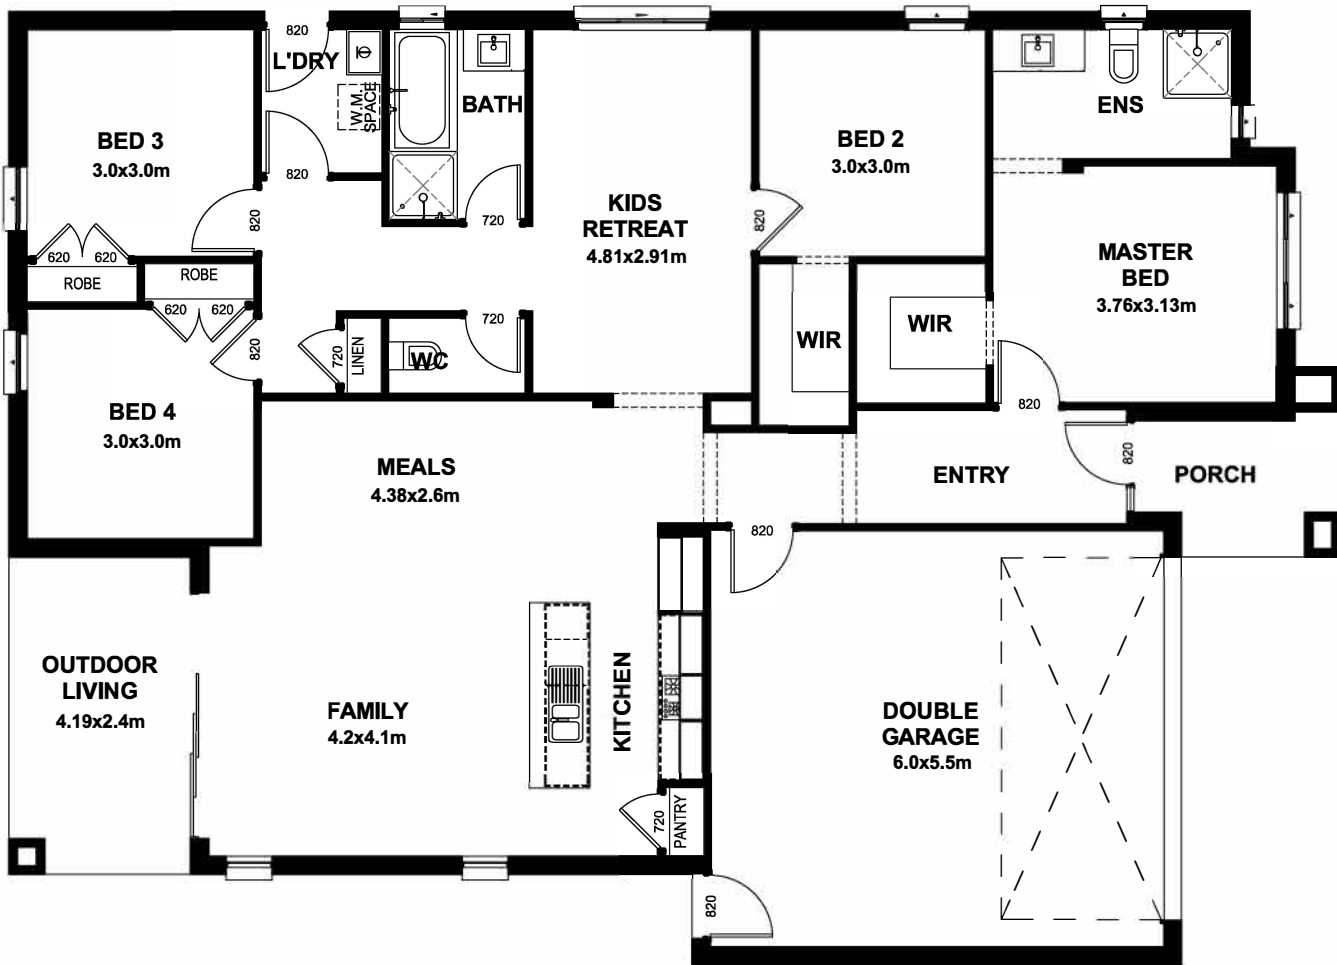 820
L'DRY
W.M.
SPACE
BATH
ENS
BED 3
3.0x3.0m
BED 2
3.0x3.0m
820
720
820
820
KIDS
RETREAT
4.81x2.91m
MASTER
BED
3.76x3.13m
620
620
ROBE
ROBE
620
620
820
720
LINEN
WC
720
WIR
WIR
820
BED 4
3.0x3.0m
MEALS
4.38x2.6m
ENTRY
820
PORCH
820
OUTDOOR
LIVING
4.19x2.4m
FAMILY
4.2x4.1m
KITCHEN
DOUBLE
GARAGE
6.0x5.5m
720
PANTRY
820